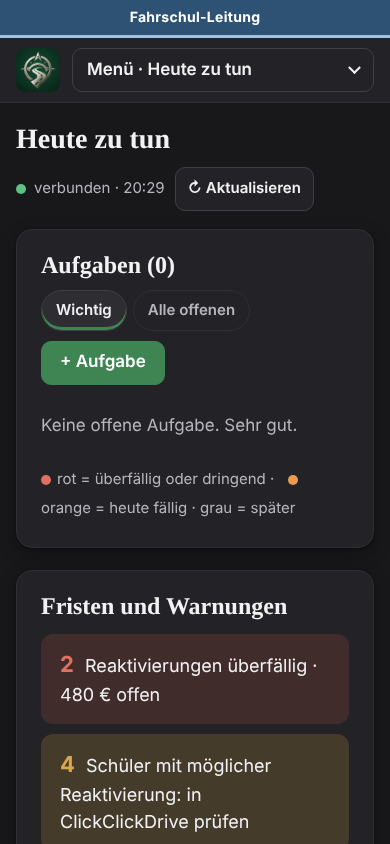 Fahrschul-Leitung
Menü · Heute zu tun
Heute zu tun
verbunden · 20:29
↻ Aktualisieren
Aufgaben (0)
Wichtig
Alle offenen
+ Aufgabe
Keine offene Aufgabe. Sehr gut.
rot = überfällig oder dringend ·
orange = heute fällig · grau = später
Fristen und Warnungen
2 Reaktivierungen überfällig ·
480 € offen
4 Schüler mit möglicher
Reaktivierung: in
ClickClickDrive prüfen